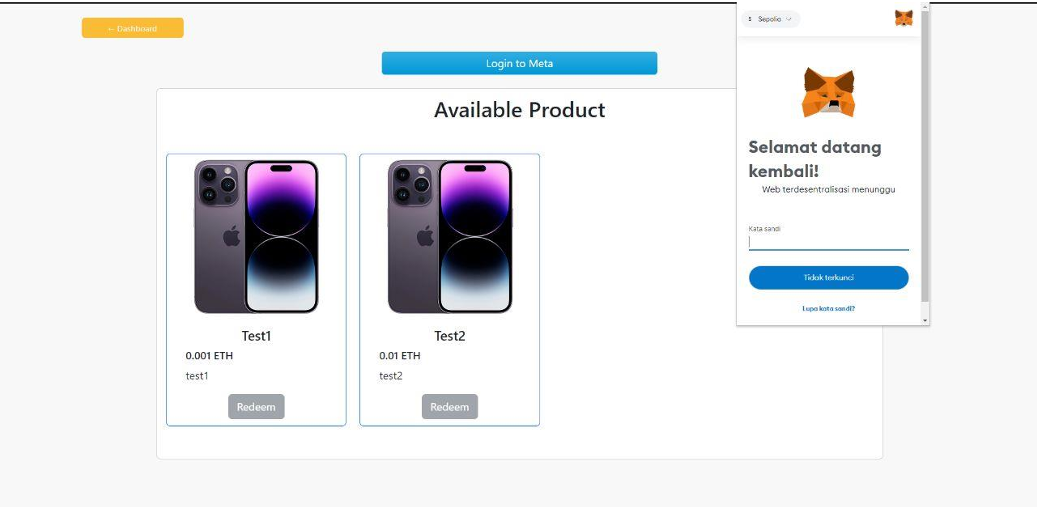 ← Dashboard
Login to Meta
Available Product
Test1
0.001 ETH
test1
Redeem
Test2
0.01 ETH
test2
Redeem
Sepolia
Selamat datang
kembali!
Web terdesentralisasi menunggu
Kata sandi
Tidak terkunci
Lupa kata sandi?